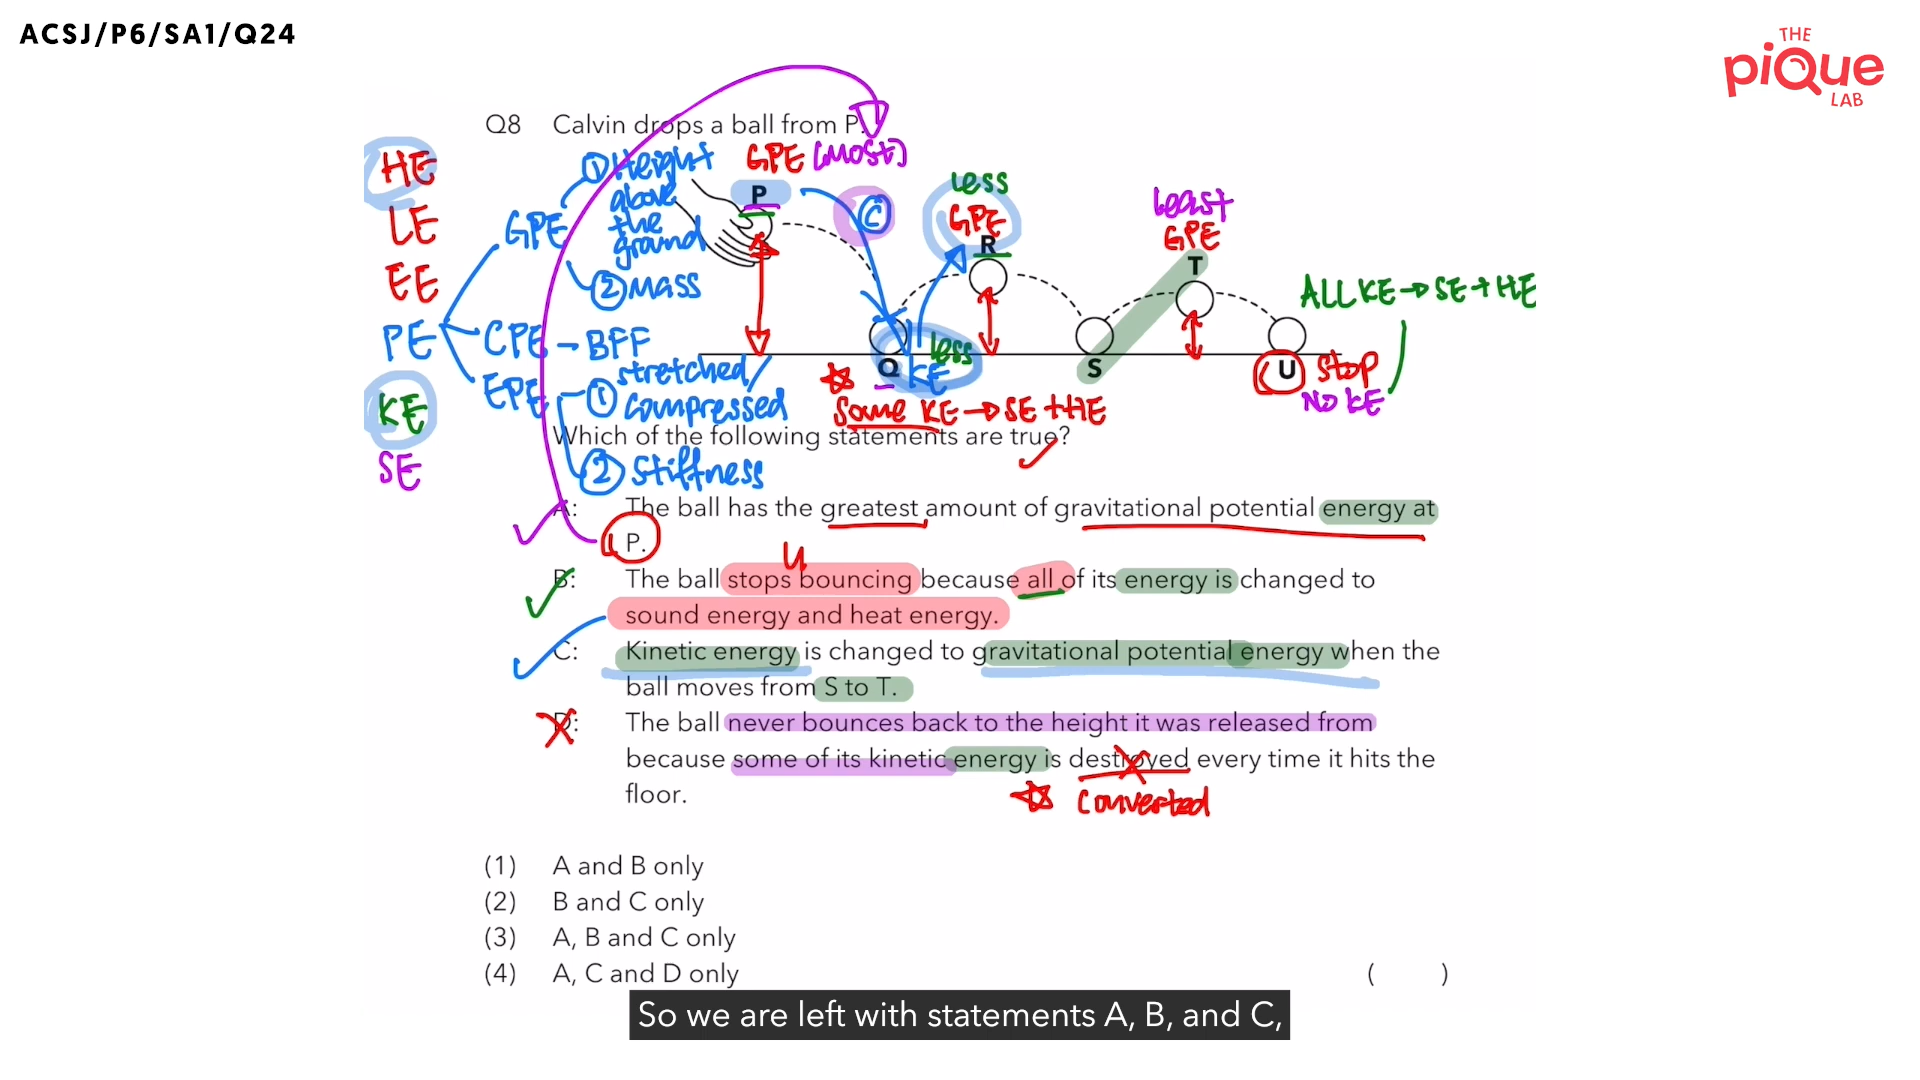 ACSJ/P6/SA1/Q24
THE
piQue
LAB
Q8 Calvin drops a ball from P.
HE
LE
EE
PE
KE
SE
GPE
① Height
above
the
ground
② Mass
CPE – BFF
EPE
① stretched/
compressed
② Stiffness
GPE (MOST)
P
C
less
GPE
R
Least
GPE
T
ALL KE → SE + HE
Q
less
KE
S
U
Stop
NO KE
Some KE → SE + HE
Which of the following statements are true?
A: The ball has the greatest amount of gravitational potential energy at
P.
U
B: The ball stops bouncing because all of its energy is changed to
sound energy and heat energy.
C: Kinetic energy is changed to gravitational potential energy when the
ball moves from S to T.
D: The ball never bounces back to the height it was released from
because some of its kinetic energy is destroyed every time it hits the
floor.
converted
(1) A and B only
(2) B and C only
(3) A, B and C only
(4) A, C and D only
( )
So we are left with statements A, B, and C,